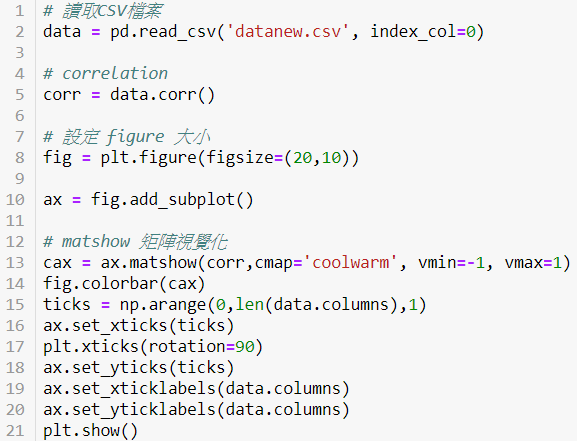 1 # 讀取CSV檔案
2 data = pd.read_csv('datanew.csv', index_col=0)
3
4 # correlation
5 corr = data.corr()
6
7 # 設定 figure 大小
8 fig = plt.figure(figsize=(20,10))
9
10 ax = fig.add_subplot()
11
12 # matshow 矩陣視覺化
13 cax = ax.matshow(corr,cmap='coolwarm', vmin=-1, vmax=1)
14 fig.colorbar(cax)
15 ticks = np.arange(0,len(data.columns),1)
16 ax.set_xticks(ticks)
17 plt.xticks(rotation=90)
18 ax.set_yticks(ticks)
19 ax.set_xticklabels(data.columns)
20 ax.set_yticklabels(data.columns)
21 plt.show()